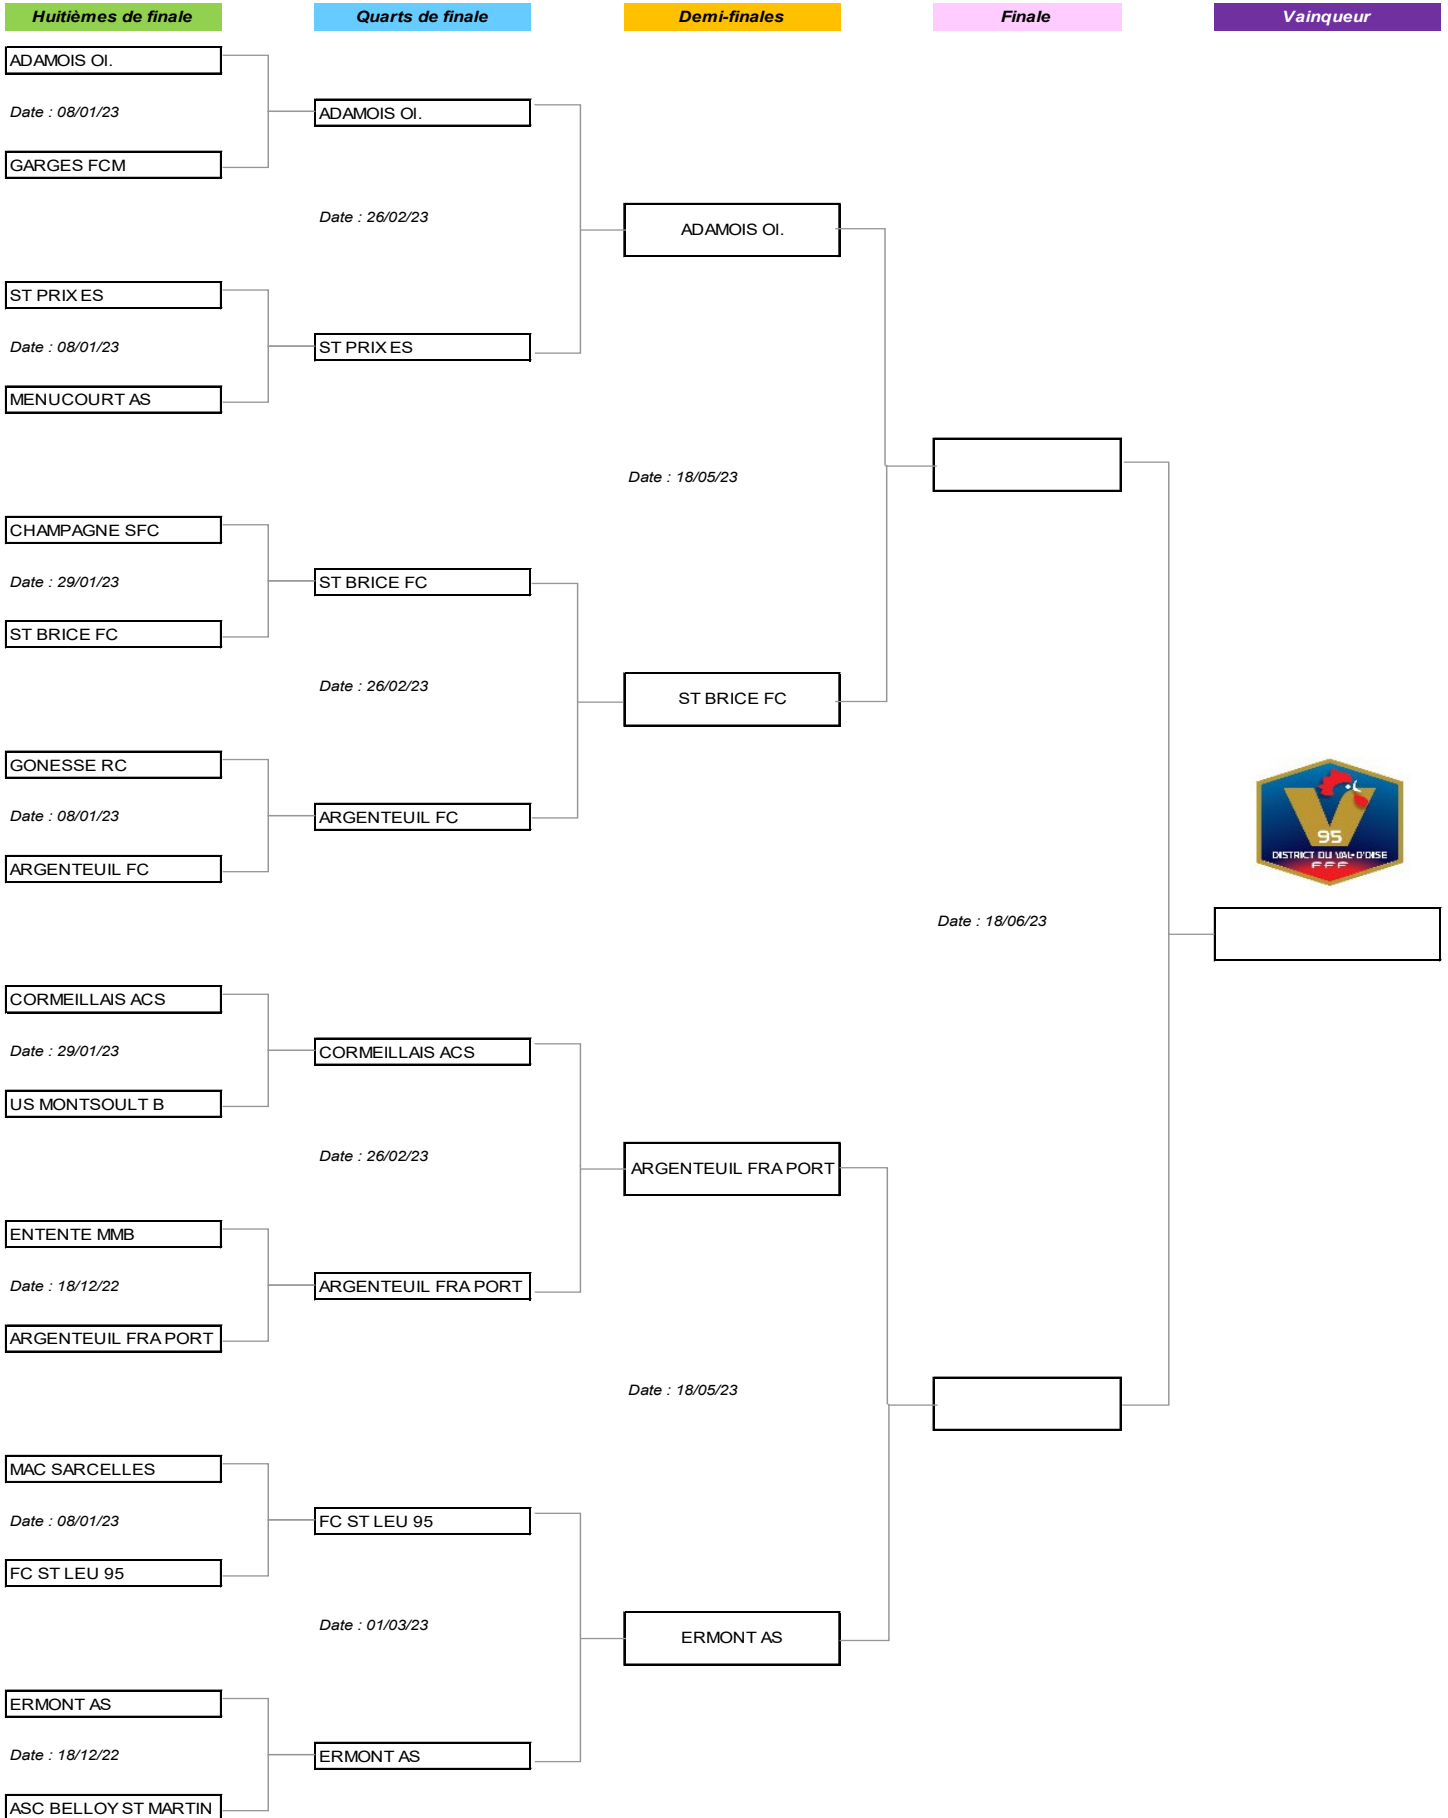 Huitièmes de finale
Quarts de finale
Demi-finales
Finale
Vainqueur
ADAMOIS Ol.
Date : 08/01/23
ADAMOIS Ol.
GARGES FCM
Date : 26/02/23
ADAMOIS Ol.
ST PRIX ES
Date : 08/01/23
ST PRIX ES
MENUCOURT AS
Date : 18/05/23
CHAMPAGNE SFC
Date : 29/01/23
ST BRICE FC
ST BRICE FC
Date : 26/02/23
ST BRICE FC
GONESSE RC
Date : 08/01/23
ARGENTEUIL FC
ARGENTEUIL FC
V
95
DISTRICT DU VAL-D'OISE
FFF
Date : 18/06/23
CORMEILLAIS ACS
Date : 29/01/23
CORMEILLAIS ACS
US MONTSOULT B
Date : 26/02/23
ARGENTEUIL FRA PORT
ENTENTE MMB
Date : 18/12/22
ARGENTEUIL FRA PORT
ARGENTEUIL FRA PORT
Date : 18/05/23
MAC SARCELLES
Date : 08/01/23
FC ST LEU 95
FC ST LEU 95
Date : 01/03/23
ERMONT AS
ERMONT AS
Date : 18/12/22
ERMONT AS
ASC BELLOY ST MARTIN